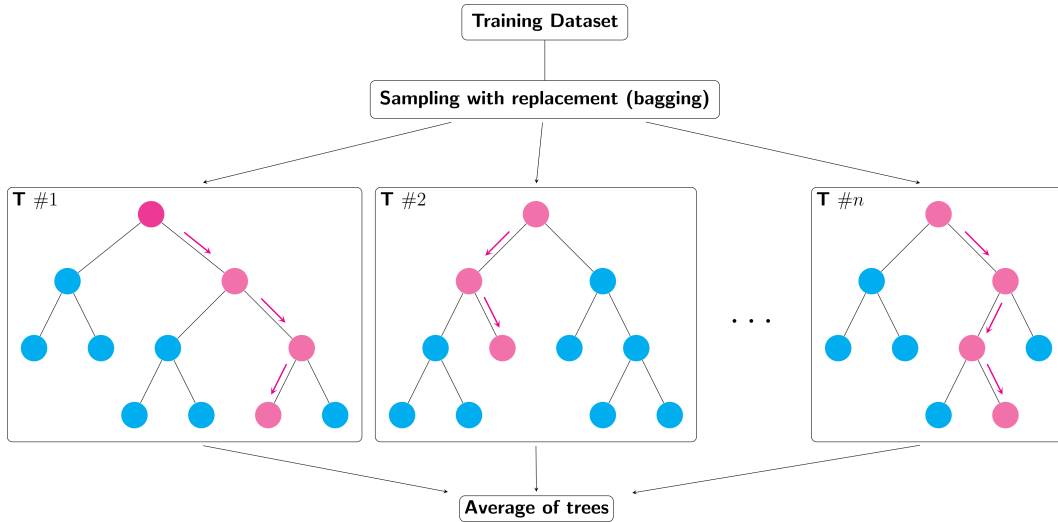 Training Dataset
Sampling with replacement (bagging)
T #1
T #2
T #n
. . .
Average of trees